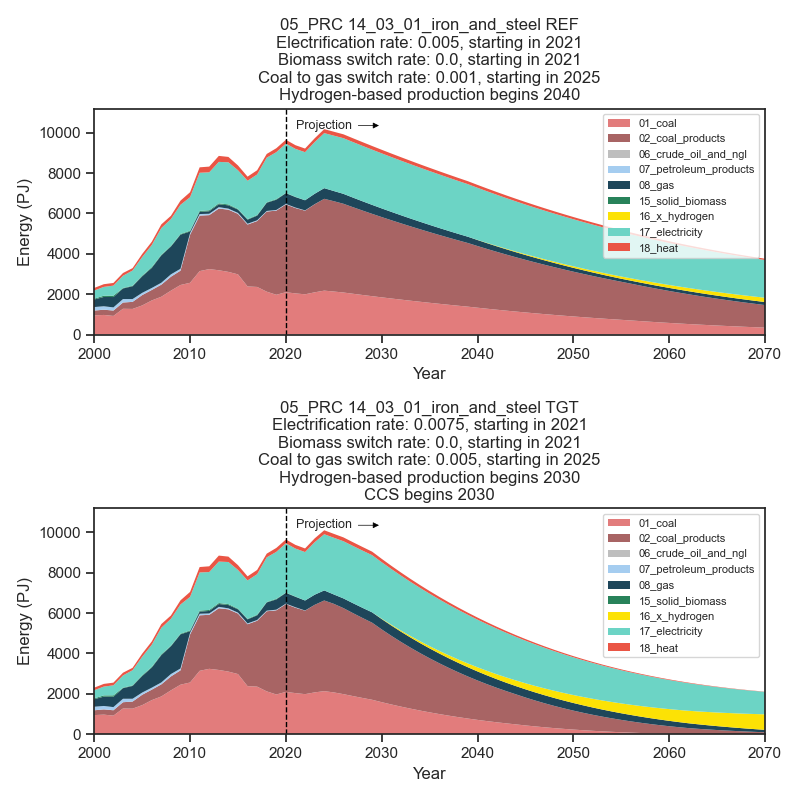 05_PRC 14_03_01_iron_and_steel REF
Electrification rate: 0.005, starting in 2021
Biomass switch rate: 0.0, starting in 2021
Coal to gas switch rate: 0.001, starting in 2025
Hydrogen-based production begins 2040
Projection
01_coal
02_coal_products
06_crude_oil_and_ngl
07_petroleum_products
08_gas
15_solid_biomass
16_x_hydrogen
17_electricity
18_heat
Energy (PJ)
10000
8000
6000
4000
2000
0
2000 2010 2020 2030 2040 2050 2060 2070
Year
05_PRC 14_03_01_iron_and_steel TGT
Electrification rate: 0.0075, starting in 2021
Biomass switch rate: 0.0, starting in 2021
Coal to gas switch rate: 0.005, starting in 2025
Hydrogen-based production begins 2030
CCS begins 2030
Projection
01_coal
02_coal_products
06_crude_oil_and_ngl
07_petroleum_products
08_gas
15_solid_biomass
16_x_hydrogen
17_electricity
18_heat
Energy (PJ)
10000
8000
6000
4000
2000
0
2000 2010 2020 2030 2040 2050 2060 2070
Year